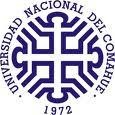 · UNIVERSIDAD NACIONAL DEL COMAHUE ·
1972